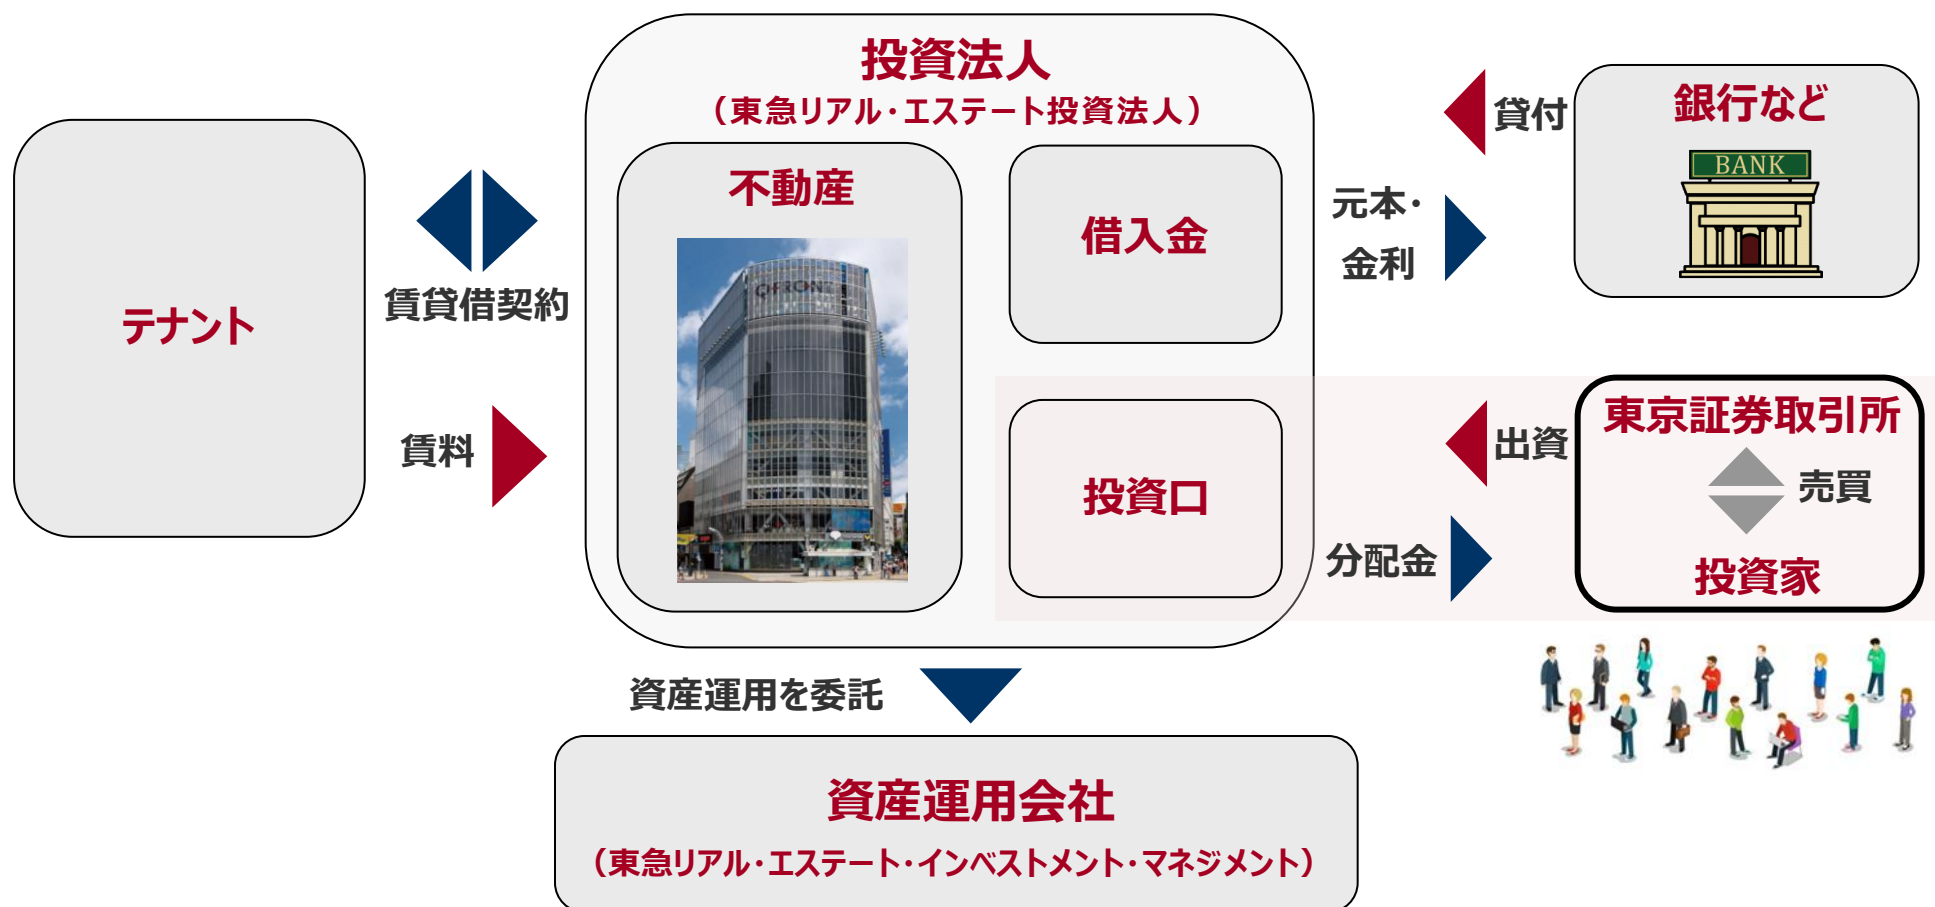 投資法人
（東急リアル・エステート投資法人）
テナント
賃貸借契約
賃料
不動産
QFRONT
借入金
投資口
貸付
元本・
金利
銀行など
BANK
出資
分配金
東京証券取引所
売買
投資家
資産運用を委託
資産運用会社
（東急リアル・エステート・インベストメント・マネジメント）